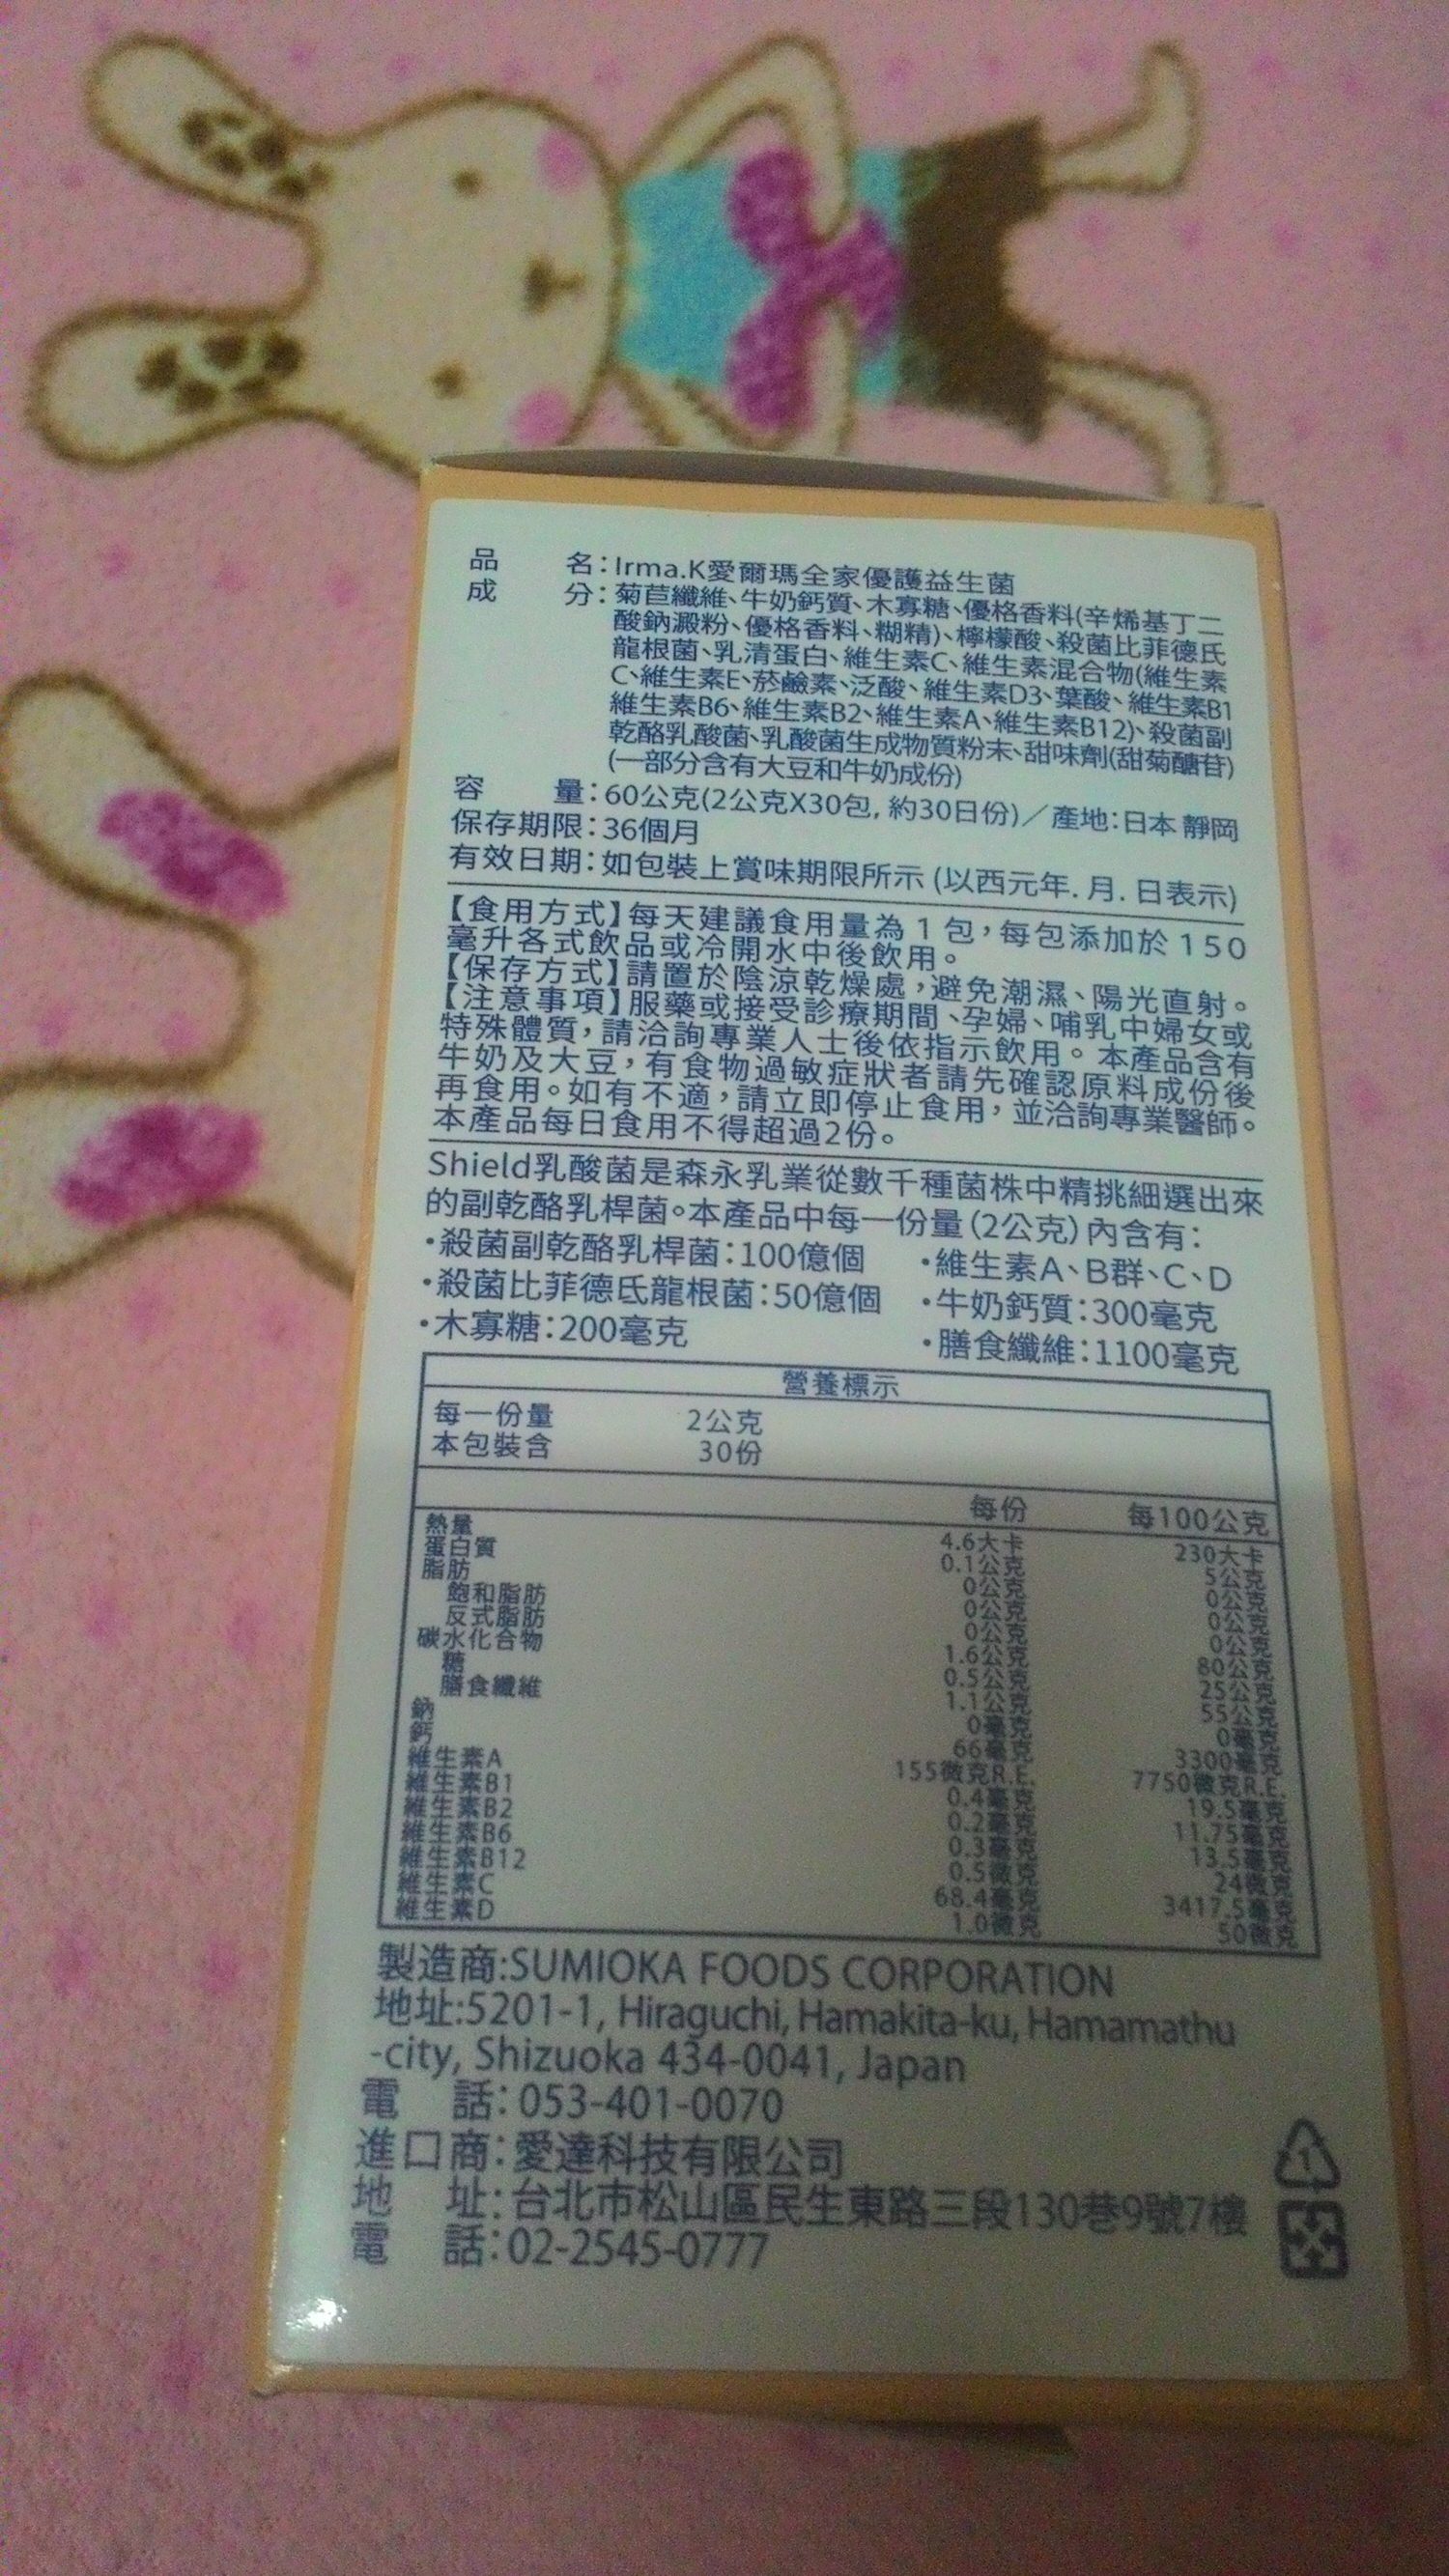 品　　名：Irma.K愛爾瑪全家優護益生菌
成　　分：菊苣纖維、牛奶鈣質、木寡糖、優格香料(辛烯基丁二
酸鈉澱粉、優格香料、糊精)、檸檬酸、殺菌比菲德氏
龍根菌、乳清蛋白、維生素C、維生素混合物(維生素
C、維生素E、菸鹼素、泛酸、維生素D3、葉酸、維生素B1
維生素B6、維生素B2、維生素A、維生素B12)、殺菌副
乾酪乳酸菌、乳酸菌生成物質粉末、甜味劑(甜菊醣苷)
(一部分含有大豆和牛奶成份)
容　　量：60公克(2公克X30包, 約30日份)／產地：日本 靜岡
保存期限：36個月
有效日期：如包裝上賞味期限所示 (以西元年. 月. 日表示)
【食用方式】每天建議食用量為 1 包，每包添加於 150
毫升各式飲品或冷開水中後飲用。
【保存方式】請置於陰涼乾燥處，避免潮濕、陽光直射。
【注意事項】服藥或接受診療期間、孕婦、哺乳中婦女或
特殊體質，請洽詢專業人士後依指示飲用。本產品含有
牛奶及大豆，有食物過敏症狀者請先確認原料成份後
再食用。如有不適，請立即停止食用，並洽詢專業醫師。
本產品每日食用不得超過2份。
Shield乳酸菌是森永乳業從數千種菌株中精挑細選出來
的副乾酪乳桿菌。本產品中每一份量(2公克)內含有：
·殺菌副乾酪乳桿菌：100億個　·維生素A、B群、C、D
·殺菌比菲德氏龍根菌：50億個　·牛奶鈣質：300毫克
·木寡糖：200毫克　·膳食纖維：1100毫克
營養標示
每一份量　2公克
本包裝含　30份
每份　每100公克
熱量　4.6大卡　230大卡
蛋白質　0.1公克　5公克
脂肪　0公克　0公克
飽和脂肪　0公克　0公克
反式脂肪　0公克　0公克
碳水化合物　1.6公克　80公克
糖　0.5公克　25公克
膳食纖維　1.1公克　55公克
鈉　0毫克　0毫克
鈣　66毫克　3300毫克
維生素A　155微克R.E.　7750微克R.E.
維生素B1　0.4毫克　19.5毫克
維生素B2　0.2毫克　11.75毫克
維生素B6　0.3毫克　13.5毫克
維生素B12　0.5微克　24微克
維生素C　68.4毫克　3417.5毫克
維生素D　1.0微克　50微克
製造商:SUMIOKA FOODS CORPORATION
地址:5201-1, Hiraguchi, Hamakita-ku, Hamamathu
-city, Shizuoka 434-0041, Japan
電　話：053-401-0070
進口商：愛達科技有限公司
地　址：台北市松山區民生東路三段130巷9號7樓
電　話：02-2545-0777
1